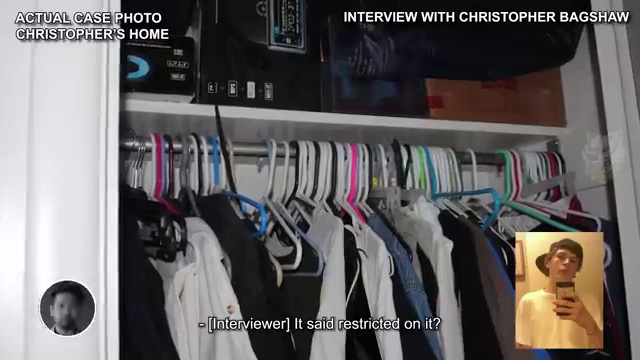 ACTUAL CASE PHOTO
CHRISTOPHER'S HOME
INTERVIEW WITH CHRISTOPHER BAGSHAW
- [Interviewer] It said restricted on it?